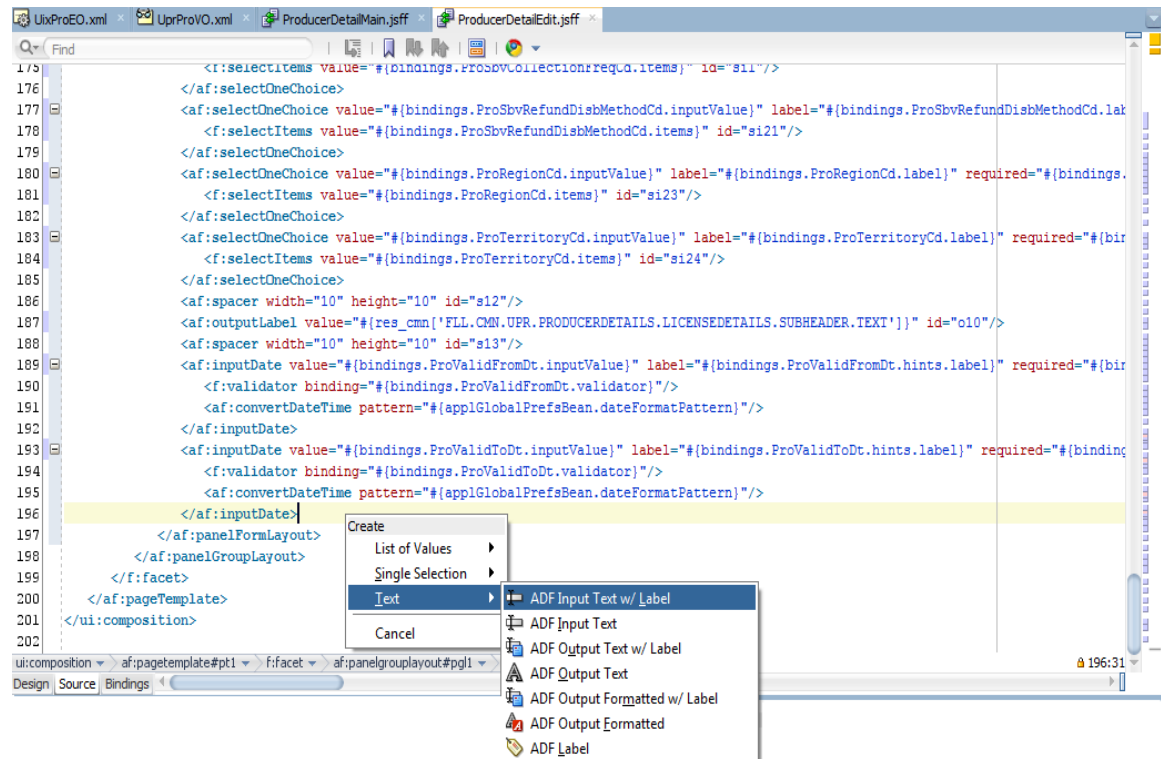 UixProEO.xml UprProVO.xml ProducerDetailMain.jsff ProducerDetailEdit.jsff
Find
175 <f:selectItems value="#{bindings.ProSbvCollectionFreqCd.items}" id="si1"/>
176 </af:selectOneChoice>
177 <af:selectOneChoice value="#{bindings.ProSbvRefundDisbMethodCd.inputValue}" label="#{bindings.ProSbvRefundDisbMethodCd.lab
178 <f:selectItems value="#{bindings.ProSbvRefundDisbMethodCd.items}" id="si21"/>
179 </af:selectOneChoice>
180 <af:selectOneChoice value="#{bindings.ProRegionCd.inputValue}" label="#{bindings.ProRegionCd.label}" required="#{bindings.
181 <f:selectItems value="#{bindings.ProRegionCd.items}" id="si23"/>
182 </af:selectOneChoice>
183 <af:selectOneChoice value="#{bindings.ProTerritoryCd.inputValue}" label="#{bindings.ProTerritoryCd.label}" required="#{bin
184 <f:selectItems value="#{bindings.ProTerritoryCd.items}" id="si24"/>
185 </af:selectOneChoice>
186 <af:spacer width="10" height="10" id="s12"/>
187 <af:outputLabel value="#{res_cmn['FLL.CMN.UPR.PRODUCERDETAILS.LICENSEDETAILS.SUBHEADER.TEXT']}" id="ol0"/>
188 <af:spacer width="10" height="10" id="s13"/>
189 <af:inputDate value="#{bindings.ProValidFromDt.inputValue}" label="#{bindings.ProValidFromDt.hints.label}" required="#{bin
190 <f:validator binding="#{bindings.ProValidFromDt.validator}"/>
191 <af:convertDateTime pattern="#{applGlobalPrefsBean.dateFormatPattern}"/>
192 </af:inputDate>
193 <af:inputDate value="#{bindings.ProValidToDt.inputValue}" label="#{bindings.ProValidToDt.hints.label}" required="#{binding
194 <f:validator binding="#{bindings.ProValidToDt.validator}"/>
195 <af:convertDateTime pattern="#{applGlobalPrefsBean.dateFormatPattern}"/>
196 </af:inputDate>
197 </af:panelFormLayout>
198 </af:panelGroupLayout>
199 </f:facet>
200 </af:pageTemplate>
201 </ui:composition>
202
Create
List of Values
Single Selection
Text
Cancel
ADF Input Text w/ Label
ADF Input Text
ADF Output Text w/ Label
ADF Output Text
ADF Output Formatted w/ Label
ADF Output Formatted
ADF Label
ui:composition af:pagetemplate#pt1 f:facet af:panelgrouplayout#pgl1 196:31
Design Source Bindings